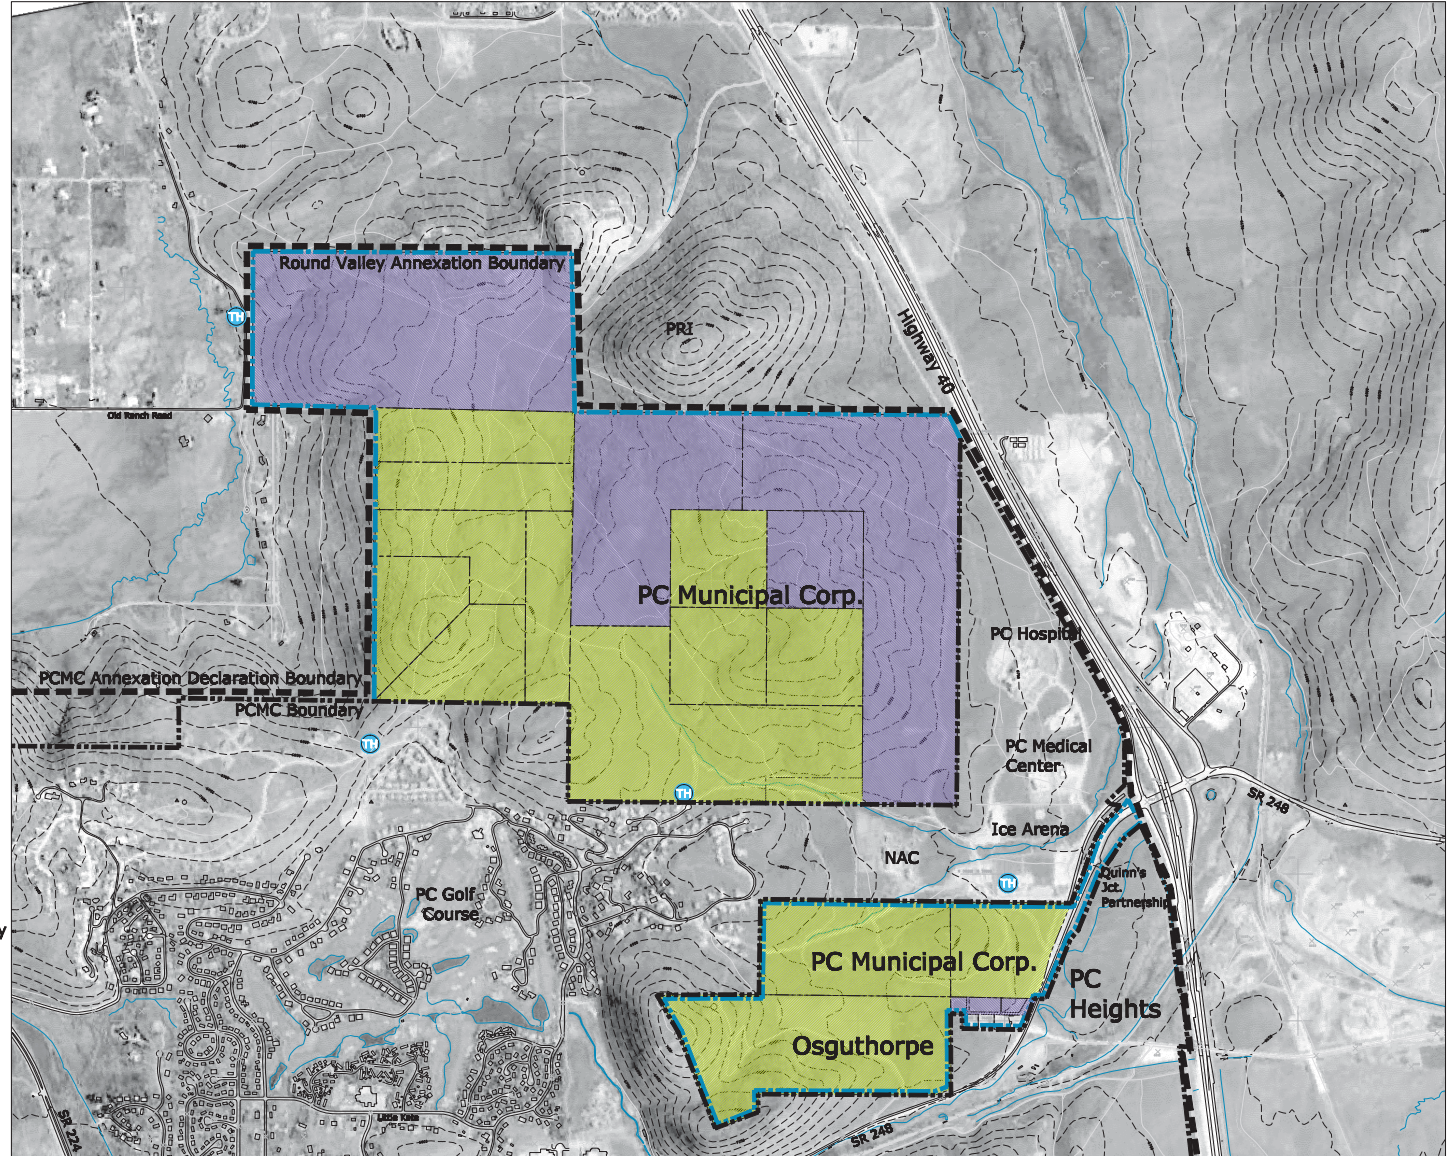 Round Valley Annexation Boundary
TH
PRI
Highway 40
Old Ranch Road
PC Municipal Corp.
PC Hospital
PCMC Annexation Declaration Boundary
PCMC Boundary
TH
PC Medical
Center
TH
SR 248
Ice Arena
NAC
TH
Quinn's
Jct.
Partnership
PC Golf
Course
y
PC Municipal Corp.
PC
Heights
Osguthorpe
Little Kate
SR 224
SR 248